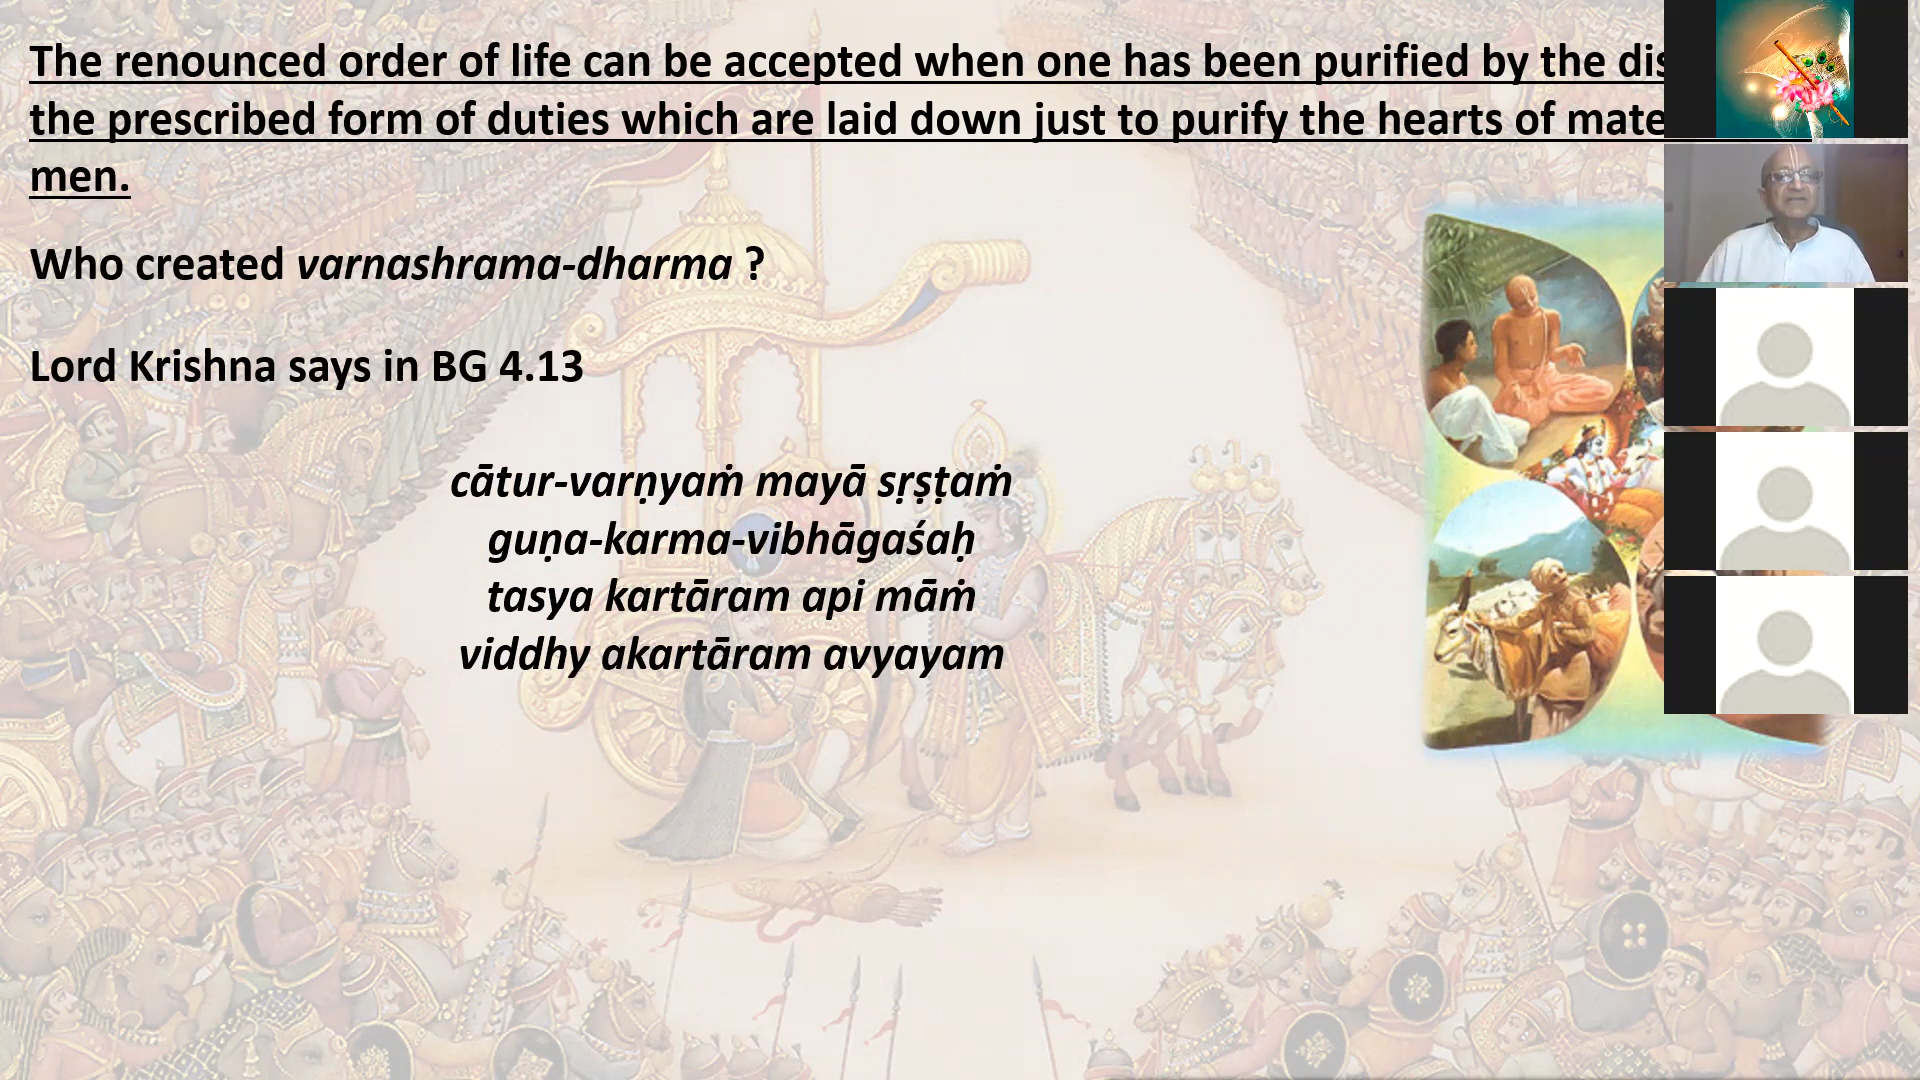 The renounced order of life can be accepted when one has been purified by the
the prescribed form of duties which are laid down just to purify the hearts of
men.
Who created varnashrama-dharma ?
Lord Krishna says in BG 4.13
cātur-varṇyaṁ mayā sṛṣṭaṁ
guṇa-karma-vibhāgaśaḥ
tasya kartāram api māṁ
viddhy akartāram avyayam